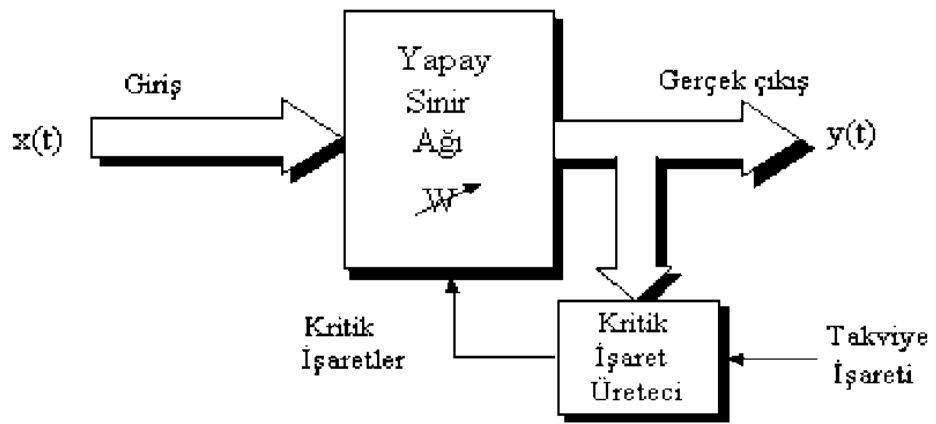 Giriş
x(t)
Yapay
Sinir
Ağı
W
Gerçek çıkış
y(t)
Kritik
İşaretler
Kritik
İşaret
Üreteci
Takviye
İşareti